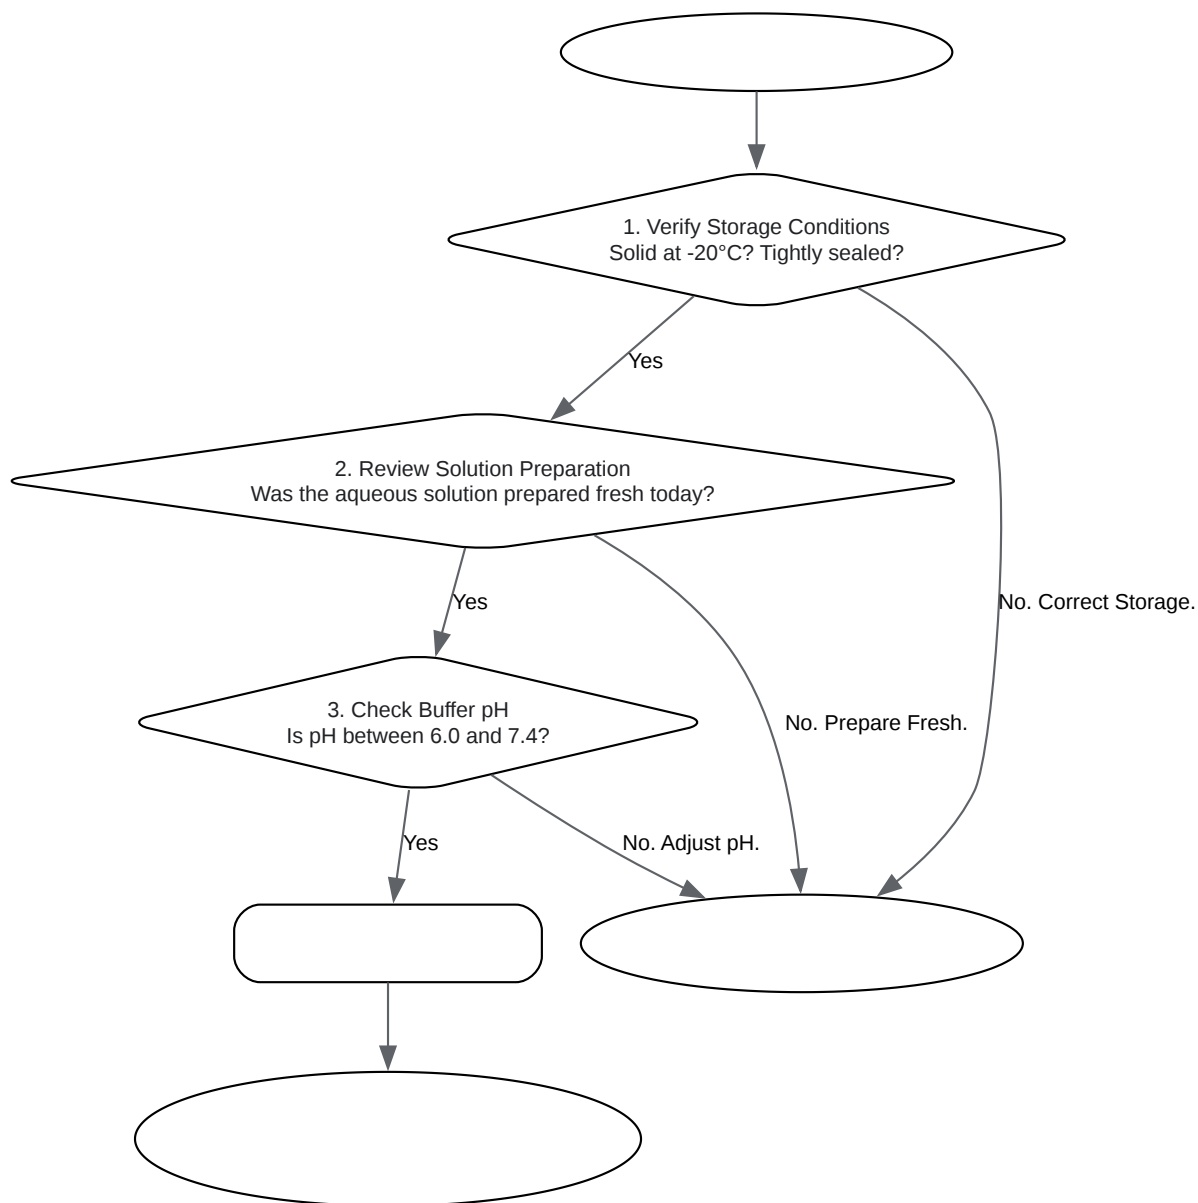 1. Verify Storage Conditions
Solid at -20°C? Tightly sealed?
Yes
2. Review Solution Preparation
Was the aqueous solution prepared fresh today?
Yes
No. Correct Storage.
3. Check Buffer pH
Is pH between 6.0 and 7.4?
No. Prepare Fresh.
Yes
No. Adjust pH.